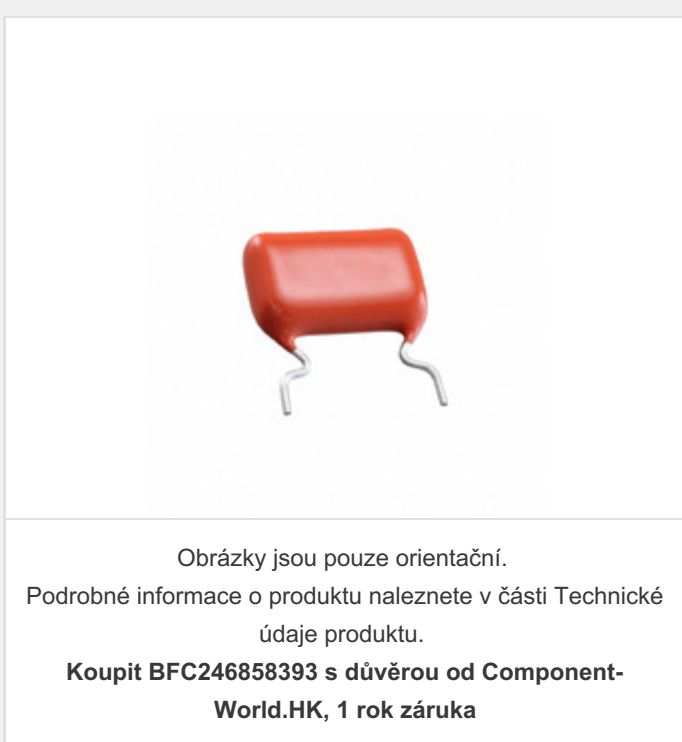 Obrázky jsou pouze orientační.
Podrobné informace o produktu naleznete v části Technické
údaje produktu.
Koupit BFC246858393 s důvěrou od Component-
World.HK, 1 rok záruka